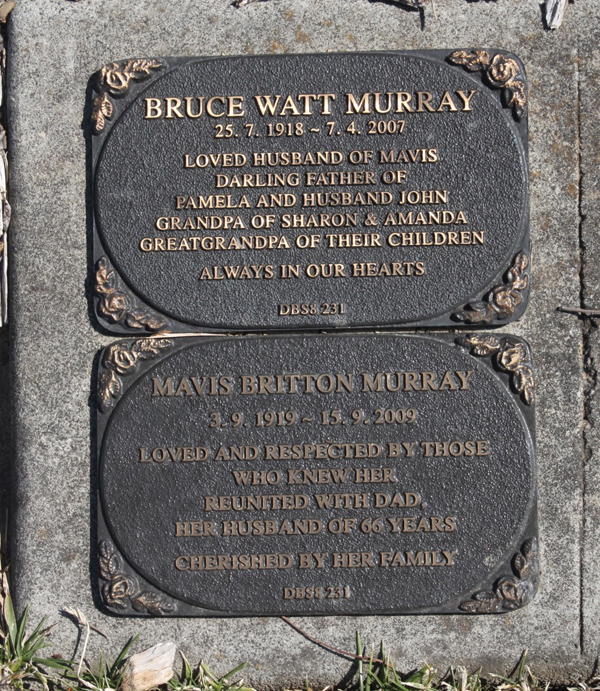 BRUCE WATT MURRAY
25. 7. 1918 ~ 7. 4. 2007
LOVED HUSBAND OF MAVIS
DARLING FATHER OF
PAMELA AND HUSBAND JOHN
GRANDPA OF SHARON & AMANDA
GREATGRANDPA OF THEIR CHILDREN
ALWAYS IN OUR HEARTS
DBS8 231
MAVIS BRITTON MURRAY
3. 9. 1919 ~ 15. 9. 2009
LOVED AND RESPECTED BY THOSE
WHO KNEW HER
REUNITED WITH DAD,
HER HUSBAND OF 66 YEARS
CHERISHED BY HER FAMILY
DBS8 231